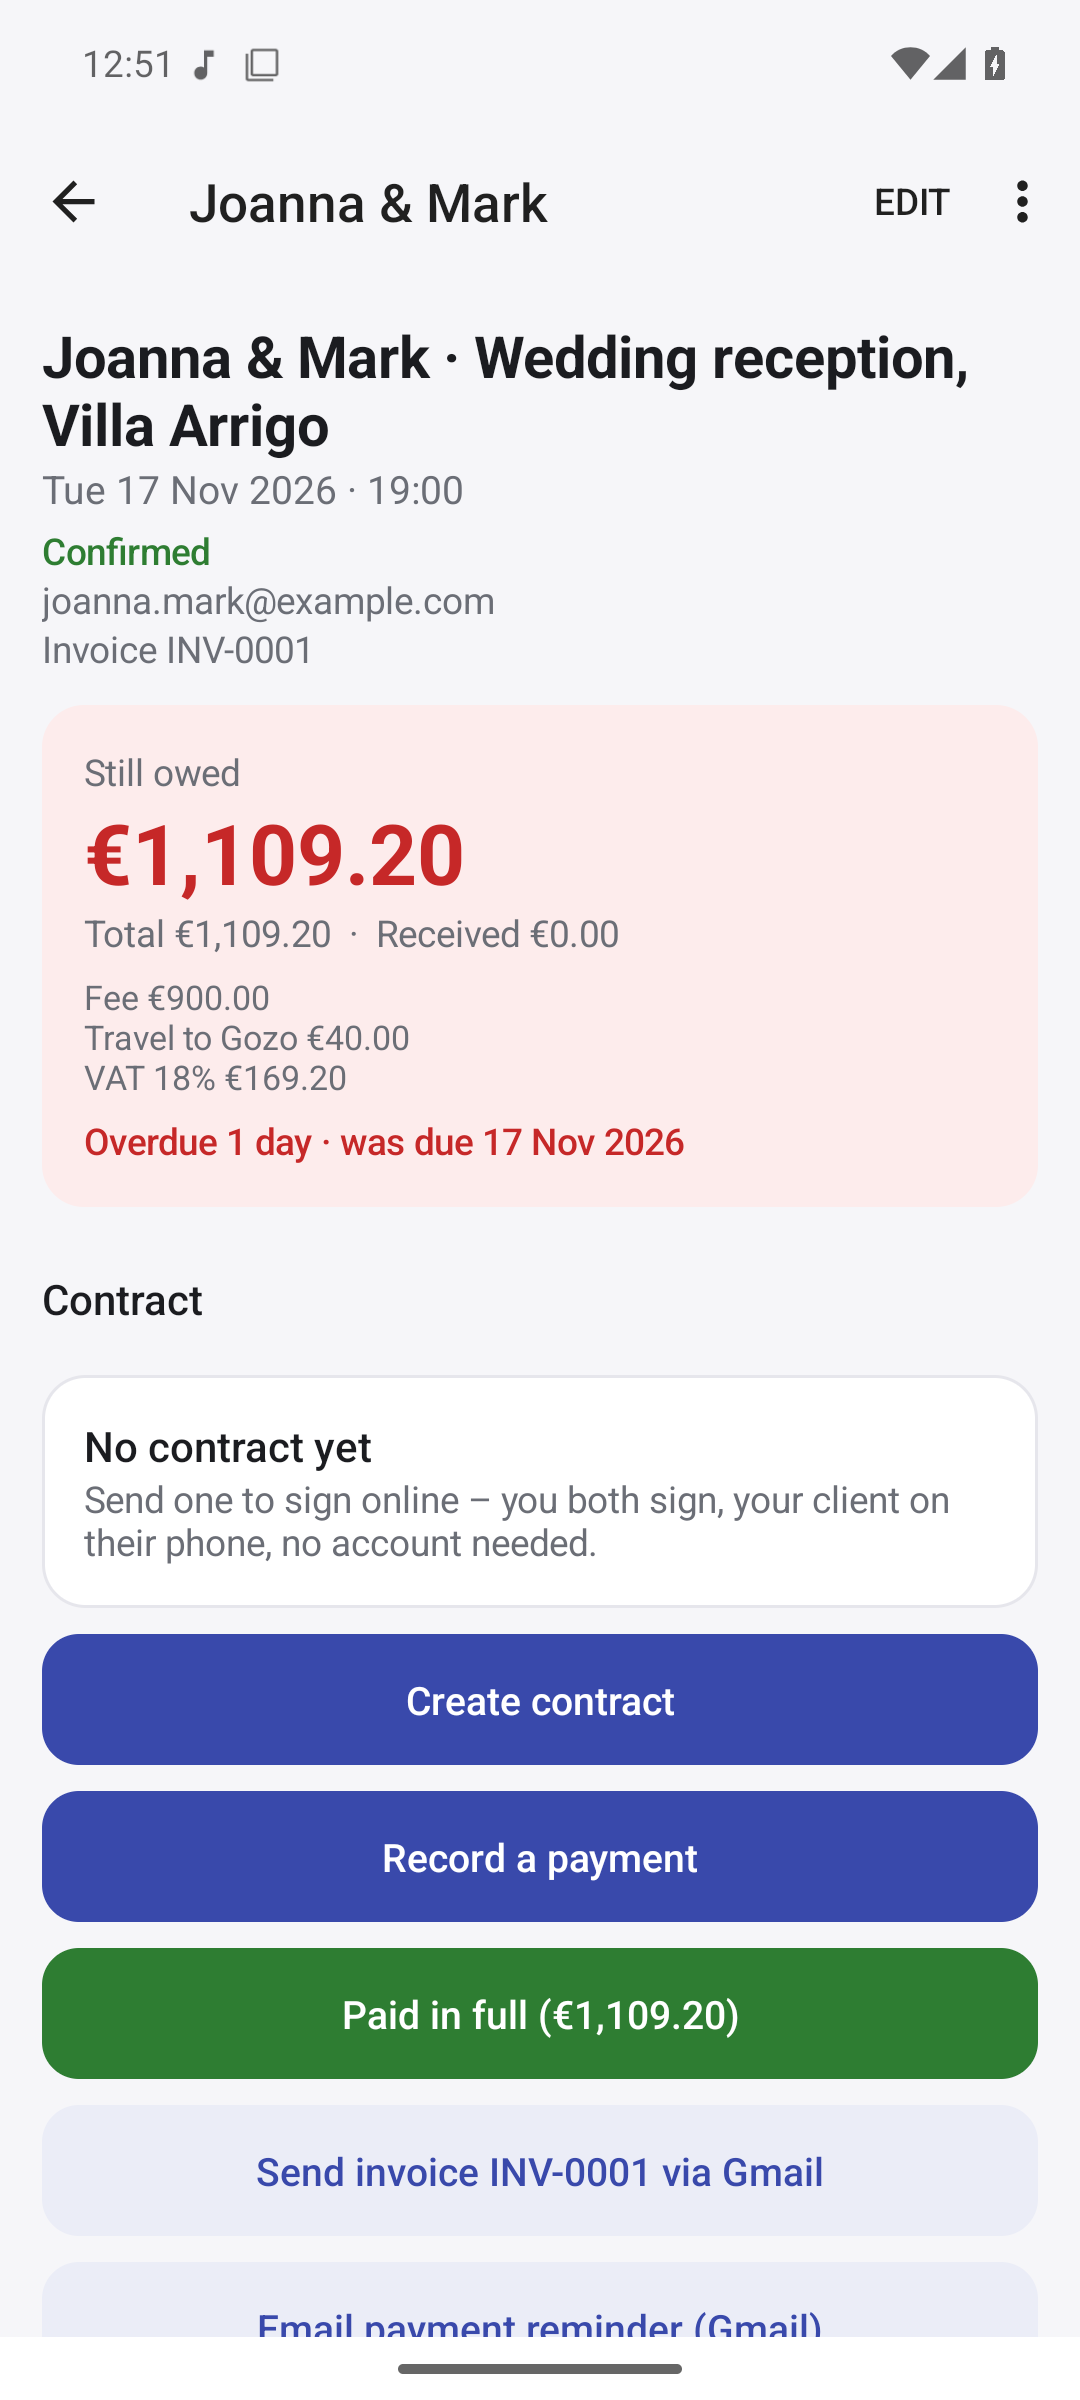 12:51
Joanna & Mark
EDIT
Joanna & Mark · Wedding reception,
Villa Arrigo
Tue 17 Nov 2026 · 19:00
Confirmed
joanna.mark@example.com
Invoice INV-0001
Still owed
€1,109.20
Total €1,109.20 · Received €0.00
Fee €900.00
Travel to Gozo €40.00
VAT 18% €169.20
Overdue 1 day · was due 17 Nov 2026
Contract
No contract yet
Send one to sign online – you both sign, your client on
their phone, no account needed.
Create contract
Record a payment
Paid in full (€1,109.20)
Send invoice INV-0001 via Gmail
Email payment reminder (Gmail)